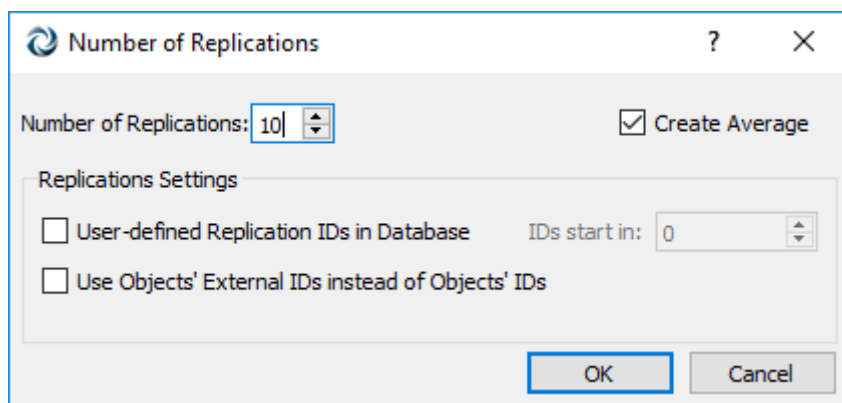 Number of Replications ?
Number of Replications: 10 Create Average
Replications Settings
User-defined Replication IDs in Database IDs start in: 0
Use Objects' External IDs instead of Objects' IDs
OK Cancel